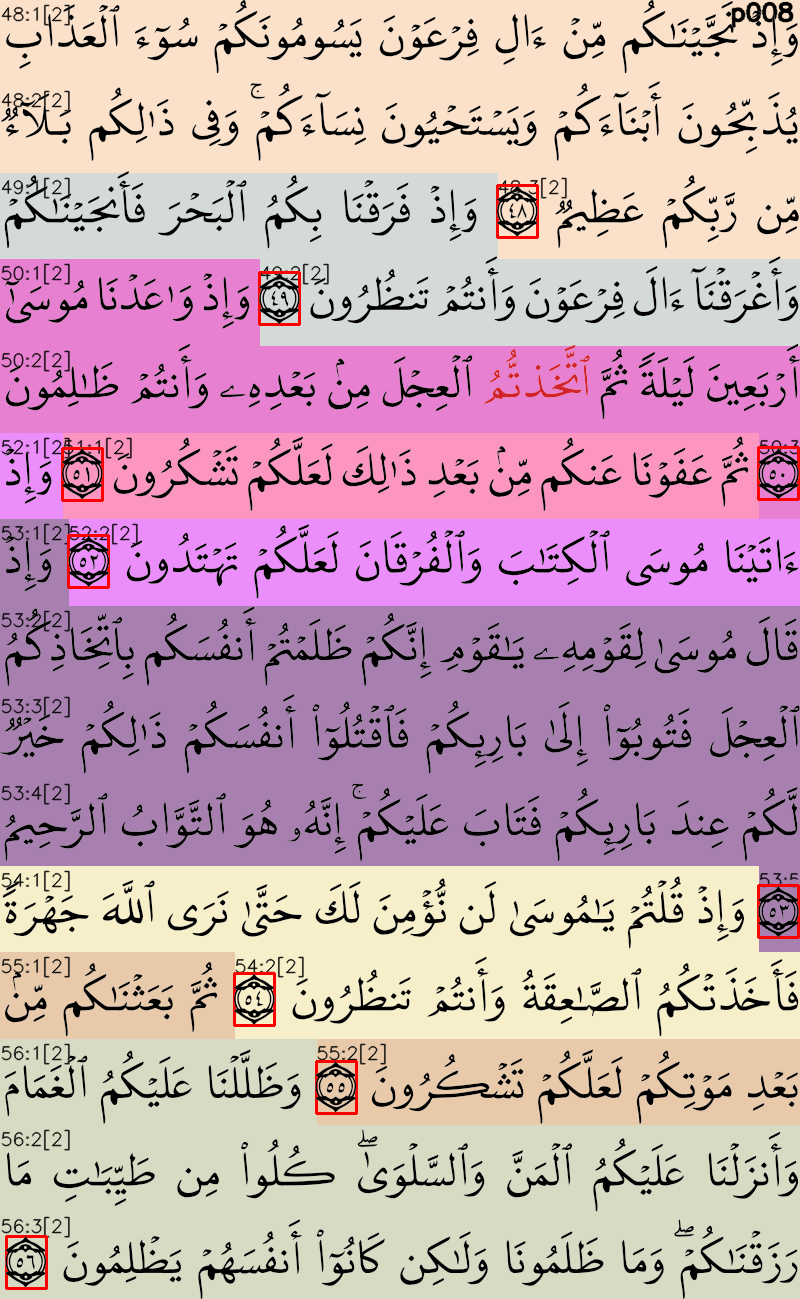 48:1[2] p008
وَإِذۡ نَجَّيۡنَٰكُم مِّنۡ ءَالِ فِرۡعَوۡنَ يَسُومُونَكُمۡ سُوٓءَ ٱلۡعَذَابِ
48:2[2]
يُذَبِّحُونَ أَبۡنَآءَكُمۡ وَيَسۡتَحۡيُونَ نِسَآءَكُمۡۚ وَفِي ذَٰلِكُم بَلَآءٞ
49:1[2] 48:3[2]
مِّن رَّبِّكُمۡ عَظِيمٞ ٤٨ وَإِذۡ فَرَقۡنَا بِكُمُ ٱلۡبَحۡرَ فَأَنجَيۡنَٰكُمۡ
50:1[2] 49:2[2]
وَأَغۡرَقۡنَآ ءَالَ فِرۡعَوۡنَ وَأَنتُمۡ تَنظُرُونَ ٤٩ وَإِذۡ وَٰعَدۡنَا مُوسَىٰٓ
50:2[2]
أَرۡبَعِينَ لَيۡلَةٗ ثُمَّ ٱتَّخَذتُّمُ ٱلۡعِجۡلَ مِنۢ بَعۡدِهِۦ وَأَنتُمۡ ظَٰلِمُونَ
52:1[2] 51:1[2] 50:3
٥٠ ثُمَّ عَفَوۡنَا عَنكُم مِّنۢ بَعۡدِ ذَٰلِكَ لَعَلَّكُمۡ تَشۡكُرُونَ ٥١ وَإِذۡ
53:1[2] 52:2[2]
ءَاتَيۡنَا مُوسَى ٱلۡكِتَٰبَ وَٱلۡفُرۡقَانَ لَعَلَّكُمۡ تَهۡتَدُونَ ٥٢ وَإِذۡ
53:2[2]
قَالَ مُوسَىٰ لِقَوۡمِهِۦ يَٰقَوۡمِ إِنَّكُمۡ ظَلَمۡتُمۡ أَنفُسَكُم بِٱتِّخَاذِكُمُ
53:3[2]
ٱلۡعِجۡلَ فَتُوبُوٓاْ إِلَىٰ بَارِئِكُمۡ فَٱقۡتُلُوٓاْ أَنفُسَكُمۡ ذَٰلِكُمۡ خَيۡرٞ
53:4[2]
لَّكُمۡ عِندَ بَارِئِكُمۡ فَتَابَ عَلَيۡكُمۡۚ إِنَّهُۥ هُوَ ٱلتَّوَّابُ ٱلرَّحِيمُ
54:1[2] 53:5
٥٣ وَإِذۡ قُلۡتُمۡ يَٰمُوسَىٰ لَن نُّؤۡمِنَ لَكَ حَتَّىٰ نَرَى ٱللَّهَ جَهۡرَةٗ
55:1[2] 54:2[2]
فَأَخَذَتۡكُمُ ٱلصَّٰعِقَةُ وَأَنتُمۡ تَنظُرُونَ ٥٤ ثُمَّ بَعَثۡنَٰكُم مِّنۢ
56:1[2] 55:2[2]
بَعۡدِ مَوۡتِكُمۡ لَعَلَّكُمۡ تَشۡكُرُونَ ٥٥ وَظَلَّلۡنَا عَلَيۡكُمُ ٱلۡغَمَامَ
56:2[2]
وَأَنزَلۡنَا عَلَيۡكُمُ ٱلۡمَنَّ وَٱلسَّلۡوَىٰۖ كُلُواْ مِن طَيِّبَٰتِ مَا
56:3[2]
رَزَقۡنَٰكُمۡۖ وَمَا ظَلَمُونَا وَلَٰكِن كَانُوٓاْ أَنفُسَهُمۡ يَظۡلِمُونَ ٥٦